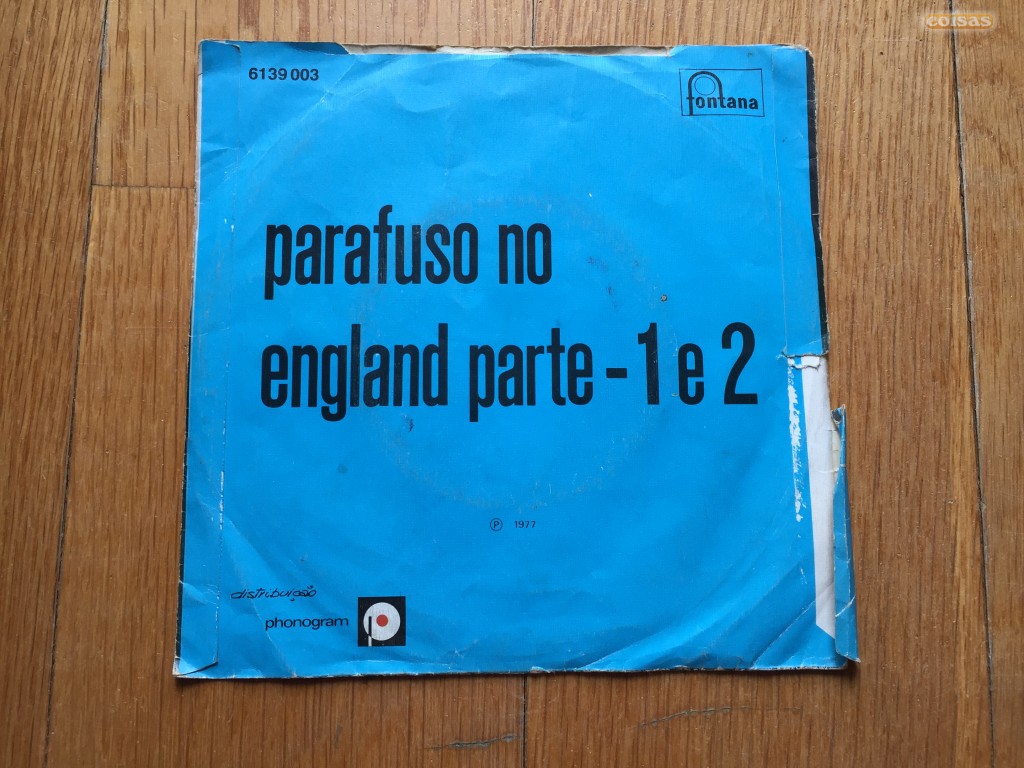 coisas
6139 003
fontana
parafuso no
england parte - 1 e 2
℗ 1977
distribuição
phonogram